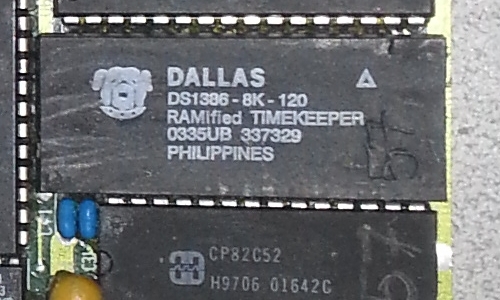 DALLAS
DS1386-8K-120
RAMified TIMEKEEPER
0335UB 337329
PHILIPPINES
CP82C52
H9706 01642C